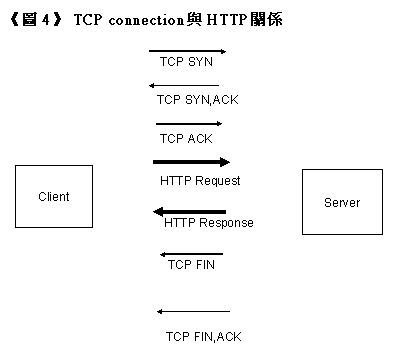 《圖 4》 TCP connection與HTTP關係
TCP SYN
TCP SYN,ACK
TCP ACK
HTTP Request
Client
Server
HTTP Response
TCP FIN
TCP FIN,ACK